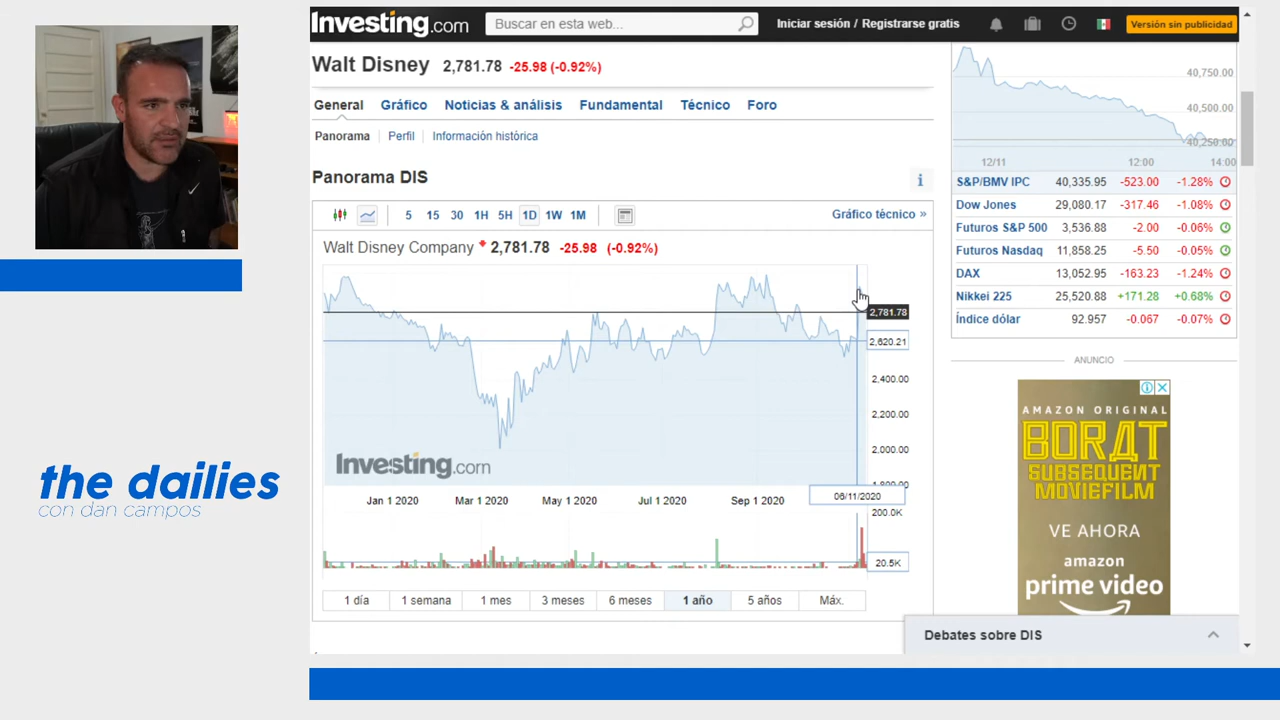 Investing.com
Buscar en esta web...
Iniciar sesión / Registrarse gratis
Versión sin publicidad
Walt Disney 2,781.78 -25.98 (-0.92%)
General Gráfico Noticias & análisis Fundamental Técnico Foro
Panorama Perfil Información histórica
Panorama DIS
i
5 15 30 1H 5H 1D 1W 1M
Gráfico técnico »
Walt Disney Company 2,781.78 -25.98 (-0.92%)
2,781.78
2,620.21
2,400.00
2,200.00
2,000.00
1,800.00
Investing.com
Jan 1 2020 Mar 1 2020 May 1 2020 Jul 1 2020 Sep 1 2020 06/11/2020
200.0K
20.5K
1 día 1 semana 1 mes 3 meses 6 meses 1 año 5 años Máx.
40,750.00
40,500.00
40,250.00
12/11 12:00 14:00
S&P/BMV IPC 40,335.95 -523.00 -1.28%
Dow Jones 29,080.17 -317.46 -1.08%
Futuros S&P 500 3,536.88 -2.00 -0.06%
Futuros Nasdaq 11,858.25 -5.50 -0.05%
DAX 13,052.95 -163.23 -1.24%
Nikkei 225 25,520.88 +171.28 +0.68%
Índice dólar 92.957 -0.067 -0.07%
ANUNCIO
AMAZON ORIGINAL
BORAT
SUBSEQUENT
MOVIEFILM
VE AHORA
amazon
prime video
Debates sobre DIS
the dailies
con dan campos